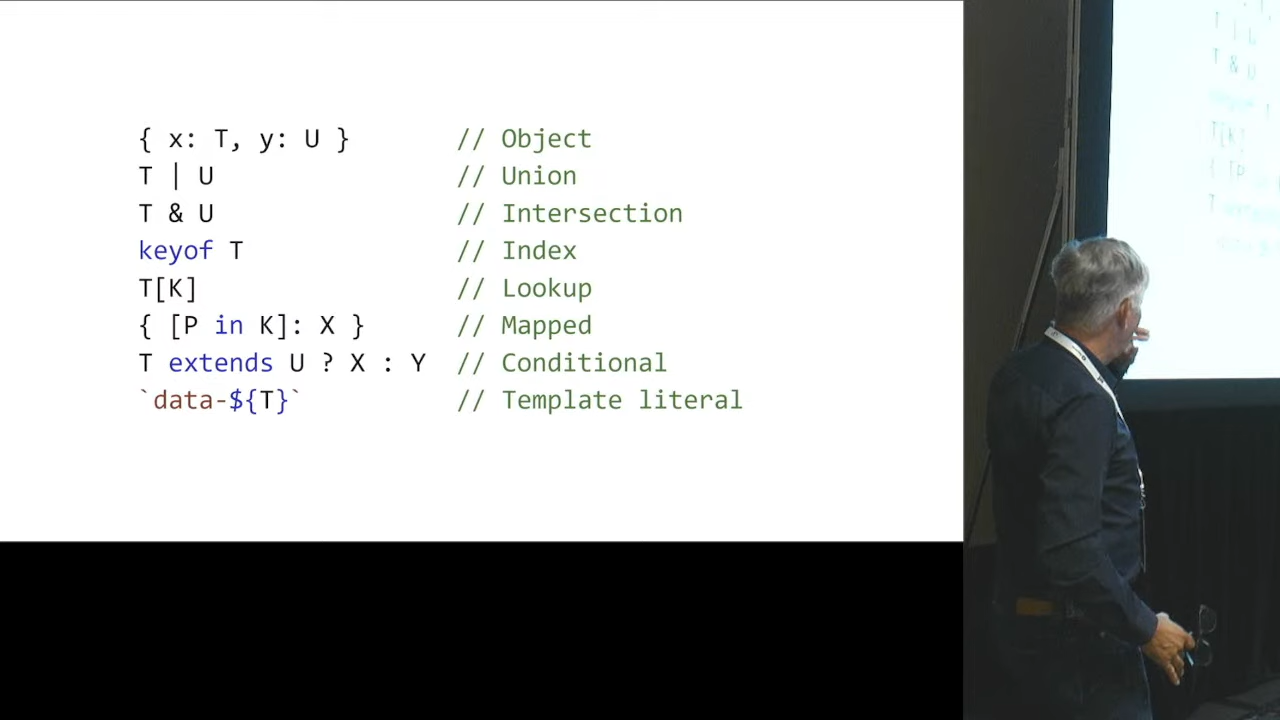 { x: T, y: U } // Object
T | U // Union
T & U // Intersection
keyof T // Index
T[K] // Lookup
{ [P in K]: X } // Mapped
T extends U ? X : Y // Conditional
`data-${T}` // Template literal
T & U
T[K]